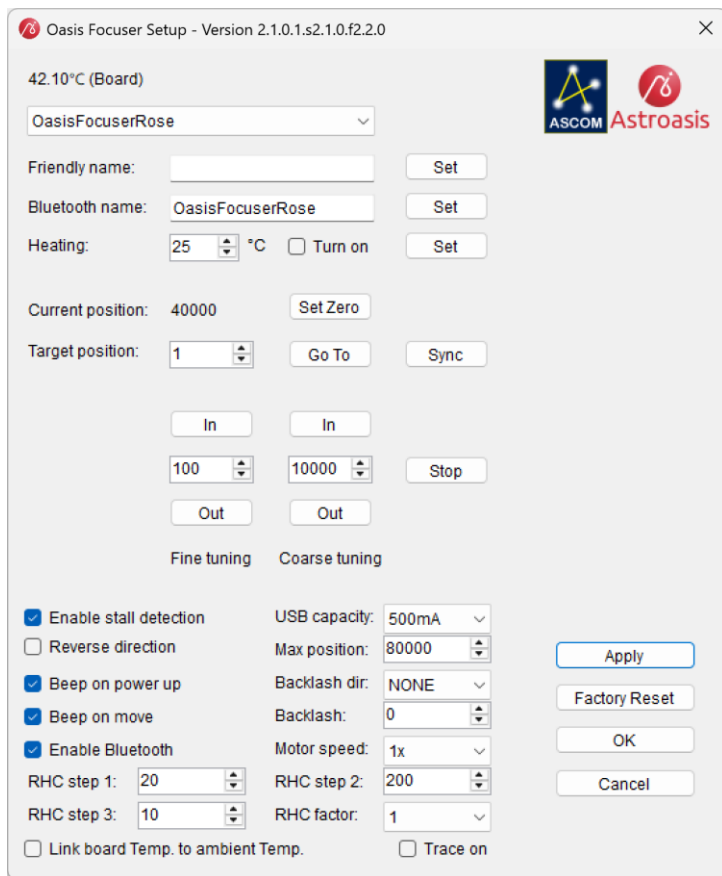 Oasis Focuser Setup - Version 2.1.0.1.s2.1.0.f2.2.0
42.10°C (Board)
OasisFocuserRose
ASCOM Astroasis
Friendly name: Set
Bluetooth name: OasisFocuserRose Set
Heating: 25 °C Turn on Set
Current position: 40000 Set Zero
Target position: 1 Go To Sync
In In
100 10000 Stop
Out Out
Fine tuning Coarse tuning
Enable stall detection USB capacity: 500mA
Reverse direction Max position: 80000 Apply
Beep on power up Backlash dir: NONE Factory Reset
Beep on move Backlash: 0
Enable Bluetooth Motor speed: 1x OK
RHC step 1: 20 RHC step 2: 200 Cancel
RHC step 3: 10 RHC factor: 1
Link board Temp. to ambient Temp. Trace on